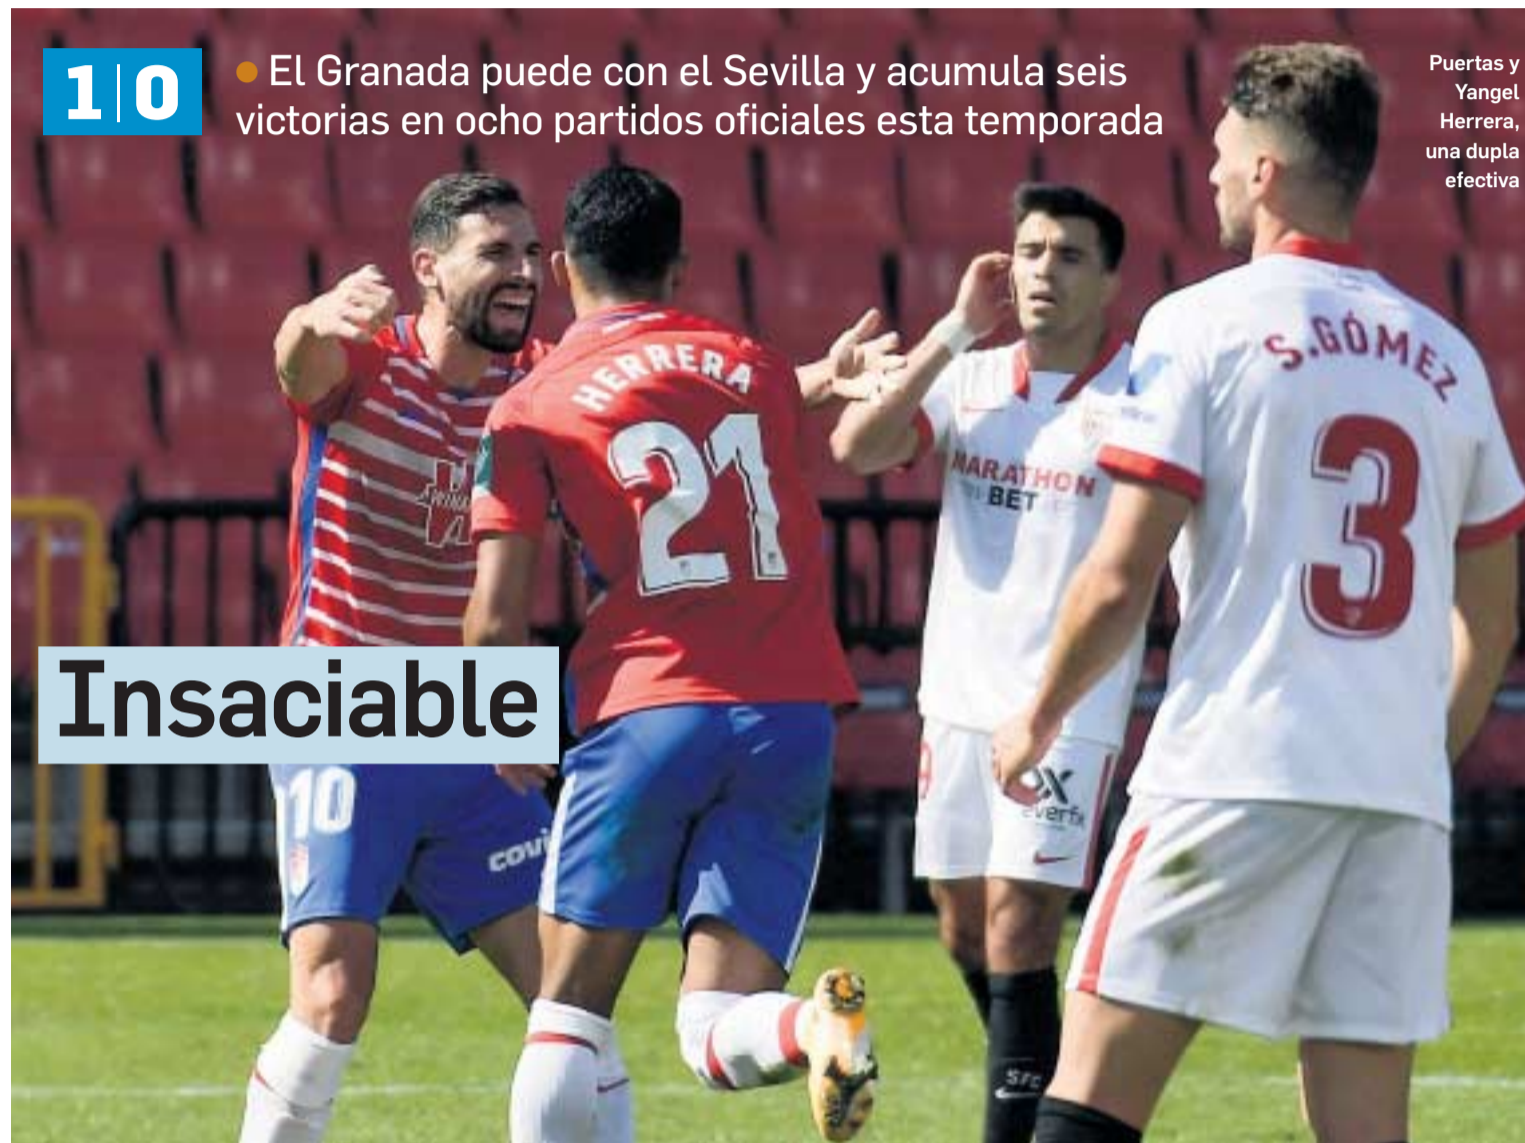 1|0
● El Granada puede con el Sevilla y acumula seis
victorias en ocho partidos oficiales esta temporada
Puertas y
Yangel
Herrera,
una dupla
efectiva
HERRERA
21
S.GÓMEZ
3
MARATHON
BET
Insaciable
10
SFC